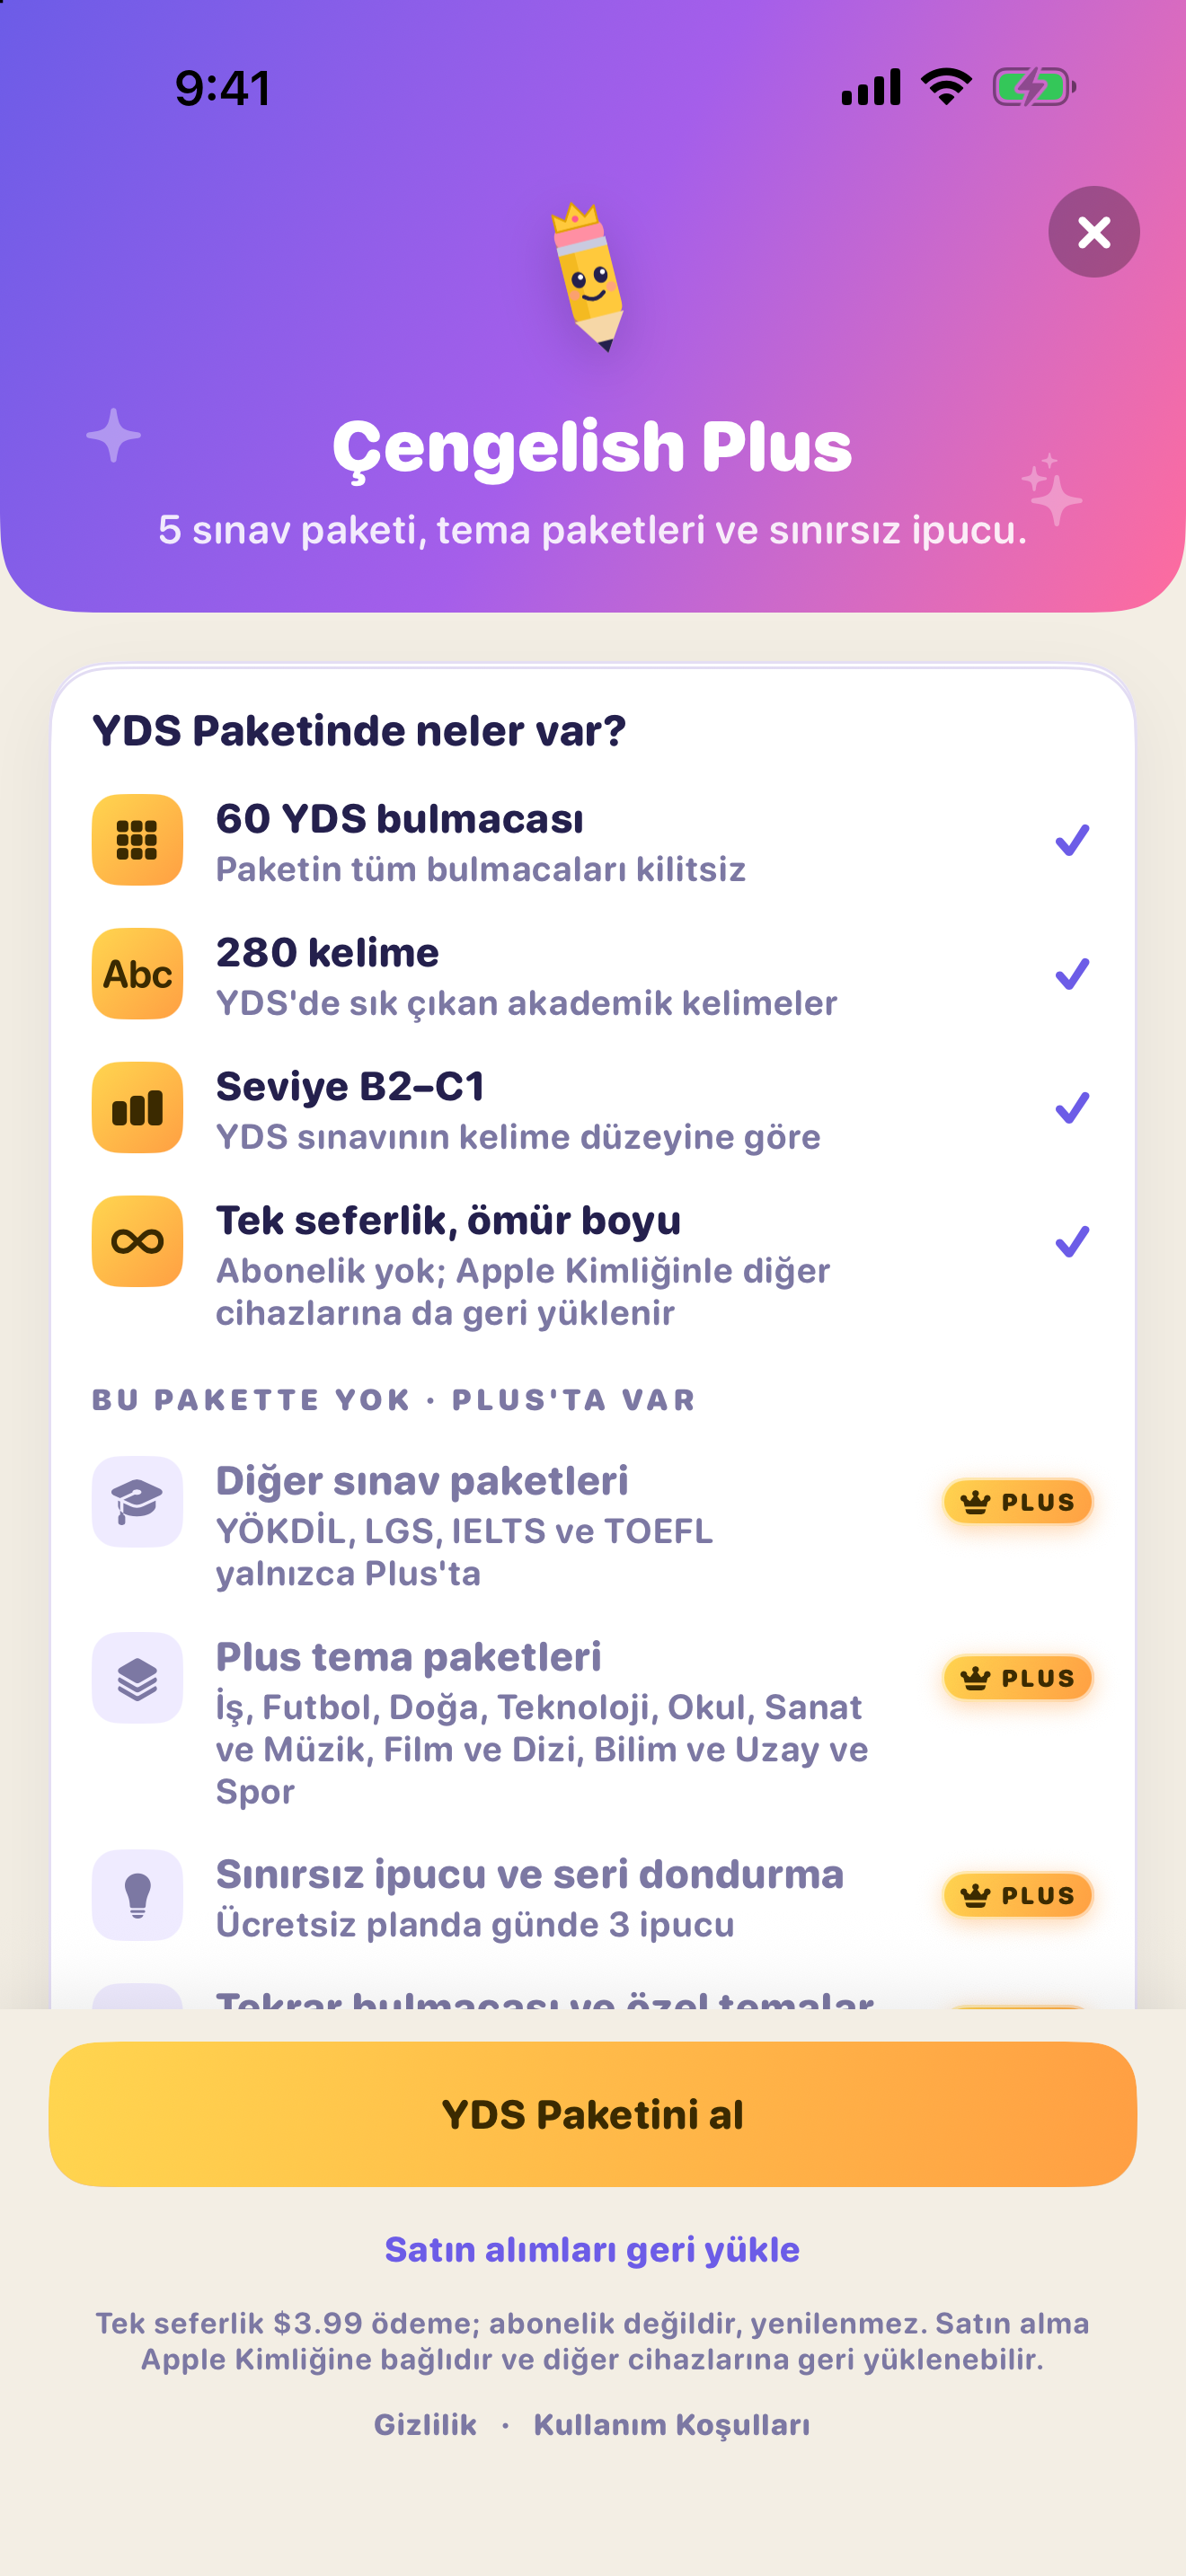 9:41
Çengelish Plus
5 sınav paketi, tema paketleri ve sınırsız ipucu.
YDS Paketinde neler var?
60 YDS bulmacası
Paketin tüm bulmacaları kilitsiz
Abc
280 kelime
YDS'de sık çıkan akademik kelimeler
Seviye B2–C1
YDS sınavının kelime düzeyine göre
Tek seferlik, ömür boyu
Abonelik yok; Apple Kimliğinle diğer
cihazlarına da geri yüklenir
BU PAKETTE YOK · PLUS'TA VAR
Diğer sınav paketleri
PLUS
YÖKDİL, LGS, IELTS ve TOEFL
yalnızca Plus'ta
Plus tema paketleri
PLUS
İş, Futbol, Doğa, Teknoloji, Okul, Sanat
ve Müzik, Film ve Dizi, Bilim ve Uzay ve
Spor
Sınırsız ipucu ve seri dondurma
PLUS
Ücretsiz planda günde 3 ipucu
Tekrar bulmacası ve özel temalar
YDS Paketini al
Satın alımları geri yükle
Tek seferlik $3.99 ödeme; abonelik değildir, yenilenmez. Satın alma
Apple Kimliğine bağlıdır ve diğer cihazlarına geri yüklenebilir.
Gizlilik · Kullanım Koşulları